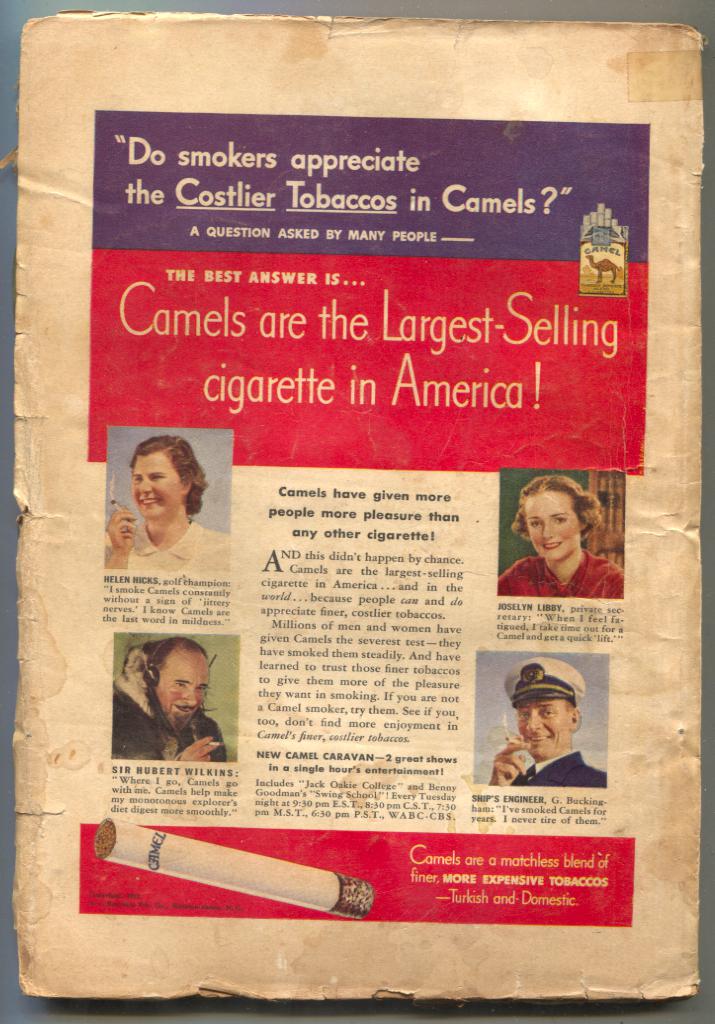 "Do smokers appreciate
the Costlier Tobaccos in Camels?"
A QUESTION ASKED BY MANY PEOPLE —
CAMEL
THE BEST ANSWER IS...
Camels are the Largest-Selling
cigarette in America!
HELEN HICKS, golf champion:
"I smoke Camels constantly
without a sign of 'jittery
nerves.' I know Camels are
the last word in mildness."
SIR HUBERT WILKINS:
"Where I go, Camels go
with me. Camels help make
my monotonous explorer's
diet digest more smoothly."
Camels have given more
people more pleasure than
any other cigarette!
AND this didn't happen by chance.
Camels are the largest-selling
cigarette in America...and in the
world...because people can and do
appreciate finer, costlier tobaccos.
Millions of men and women have
given Camels the severest test—they
have smoked them steadily. And have
learned to trust those finer tobaccos
to give them more of the pleasure
they want in smoking. If you are not
a Camel smoker, try them. See if you,
too, don't find more enjoyment in
Camel's finer, costlier tobaccos.
NEW CAMEL CARAVAN—2 great shows
in a single hour's entertainment!
Includes "Jack Oakie College" and Benny
Goodman's "Swing School"! Every Tuesday
night at 9:30 pm E.S.T., 8:30 pm C.S.T., 7:30
pm M.S.T., 6:30 pm P.S.T., WABC-CBS.
JOSELYN LIBBY, private sec-
retary: "When I feel fa-
tigued, I take time out for a
Camel and get a quick 'lift.'"
SHIP'S ENGINEER, G. Bucking-
ham: "I've smoked Camels for
years. I never tire of them."
CAMEL
Camels are a matchless blend of
finer, MORE EXPENSIVE TOBACCOS
—Turkish and Domestic.